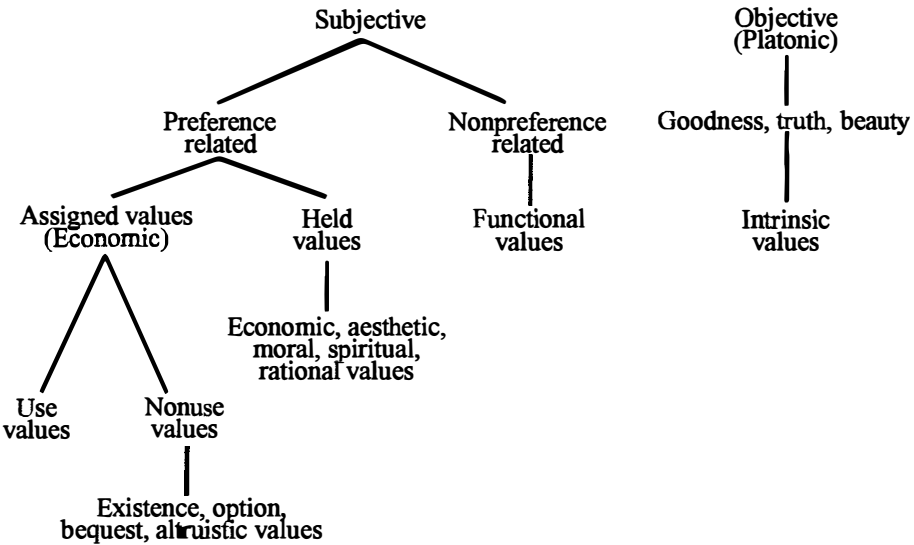 Subjective
Objective
(Platonic)
Preference
related
Nonpreference
related
Goodness, truth, beauty
Assigned values
(Economic)
Held
values
Functional
values
Intrinsic
values
Economic, aesthetic,
moral, spiritual,
rational values
Use
values
Nonuse
values
Existence, option,
bequest, altruistic values